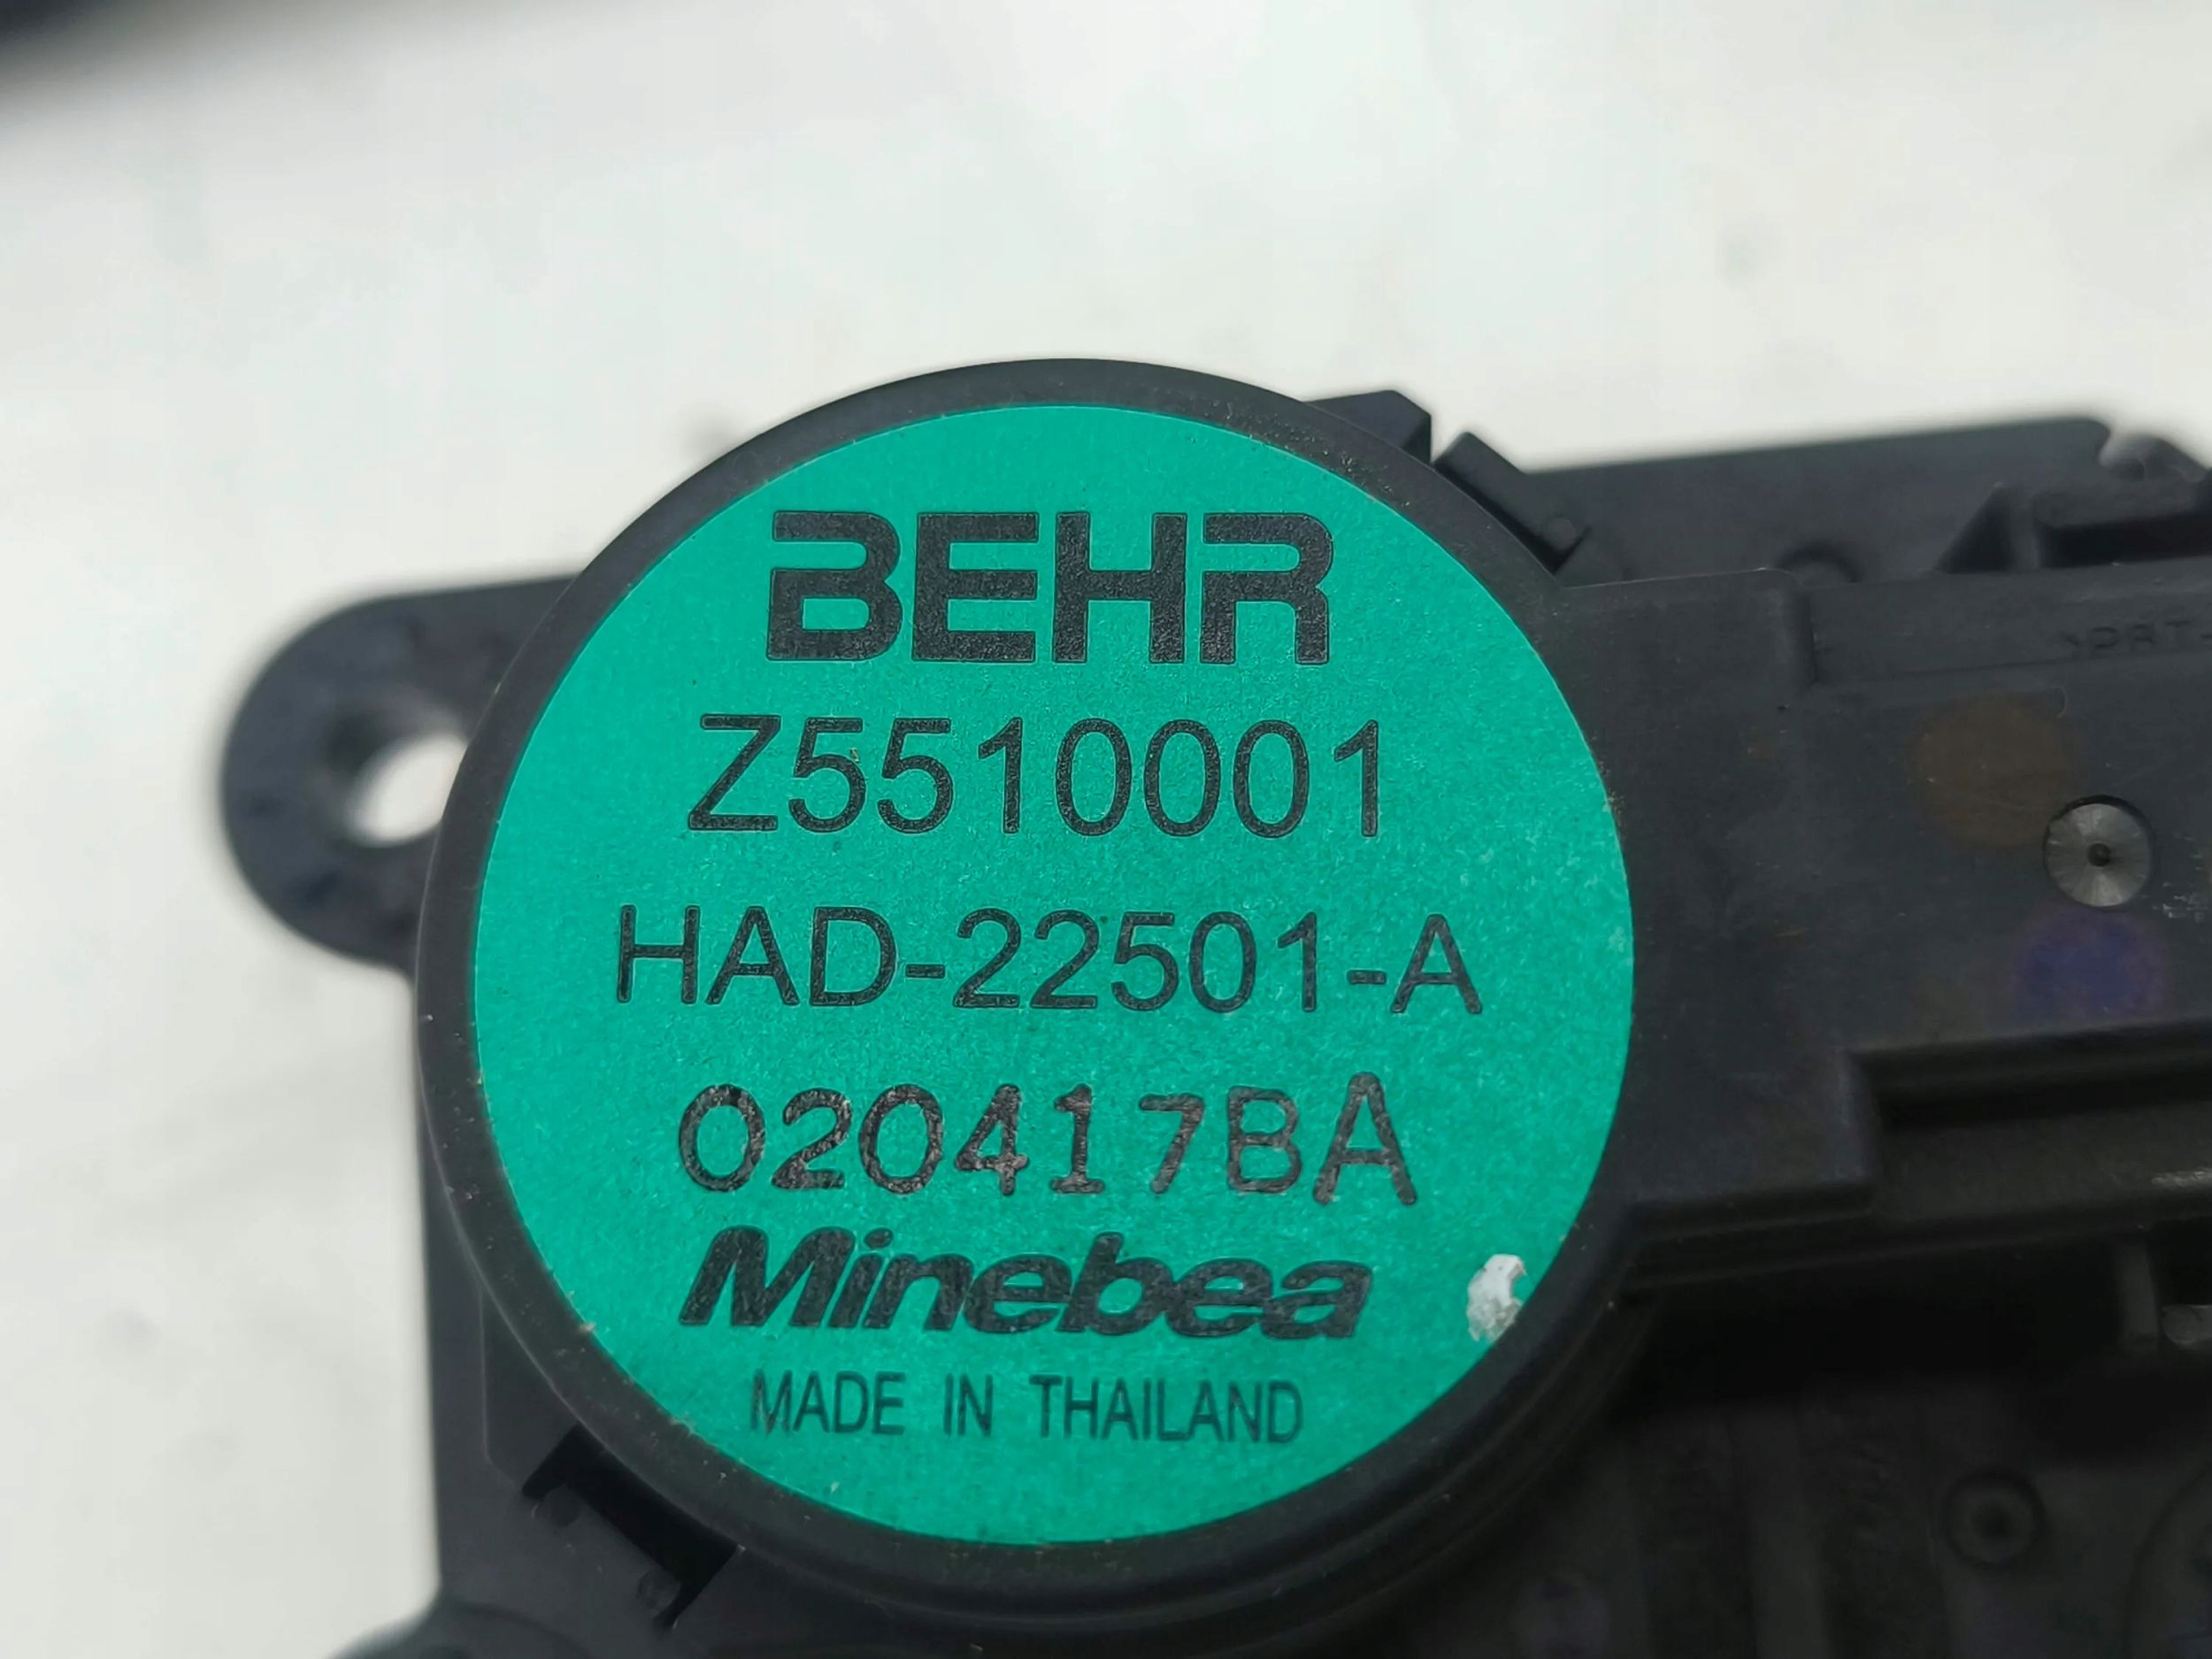 BEHR
Z5510001
HAD-22501-A
020417BA
Minebea
MADE IN THAILAND